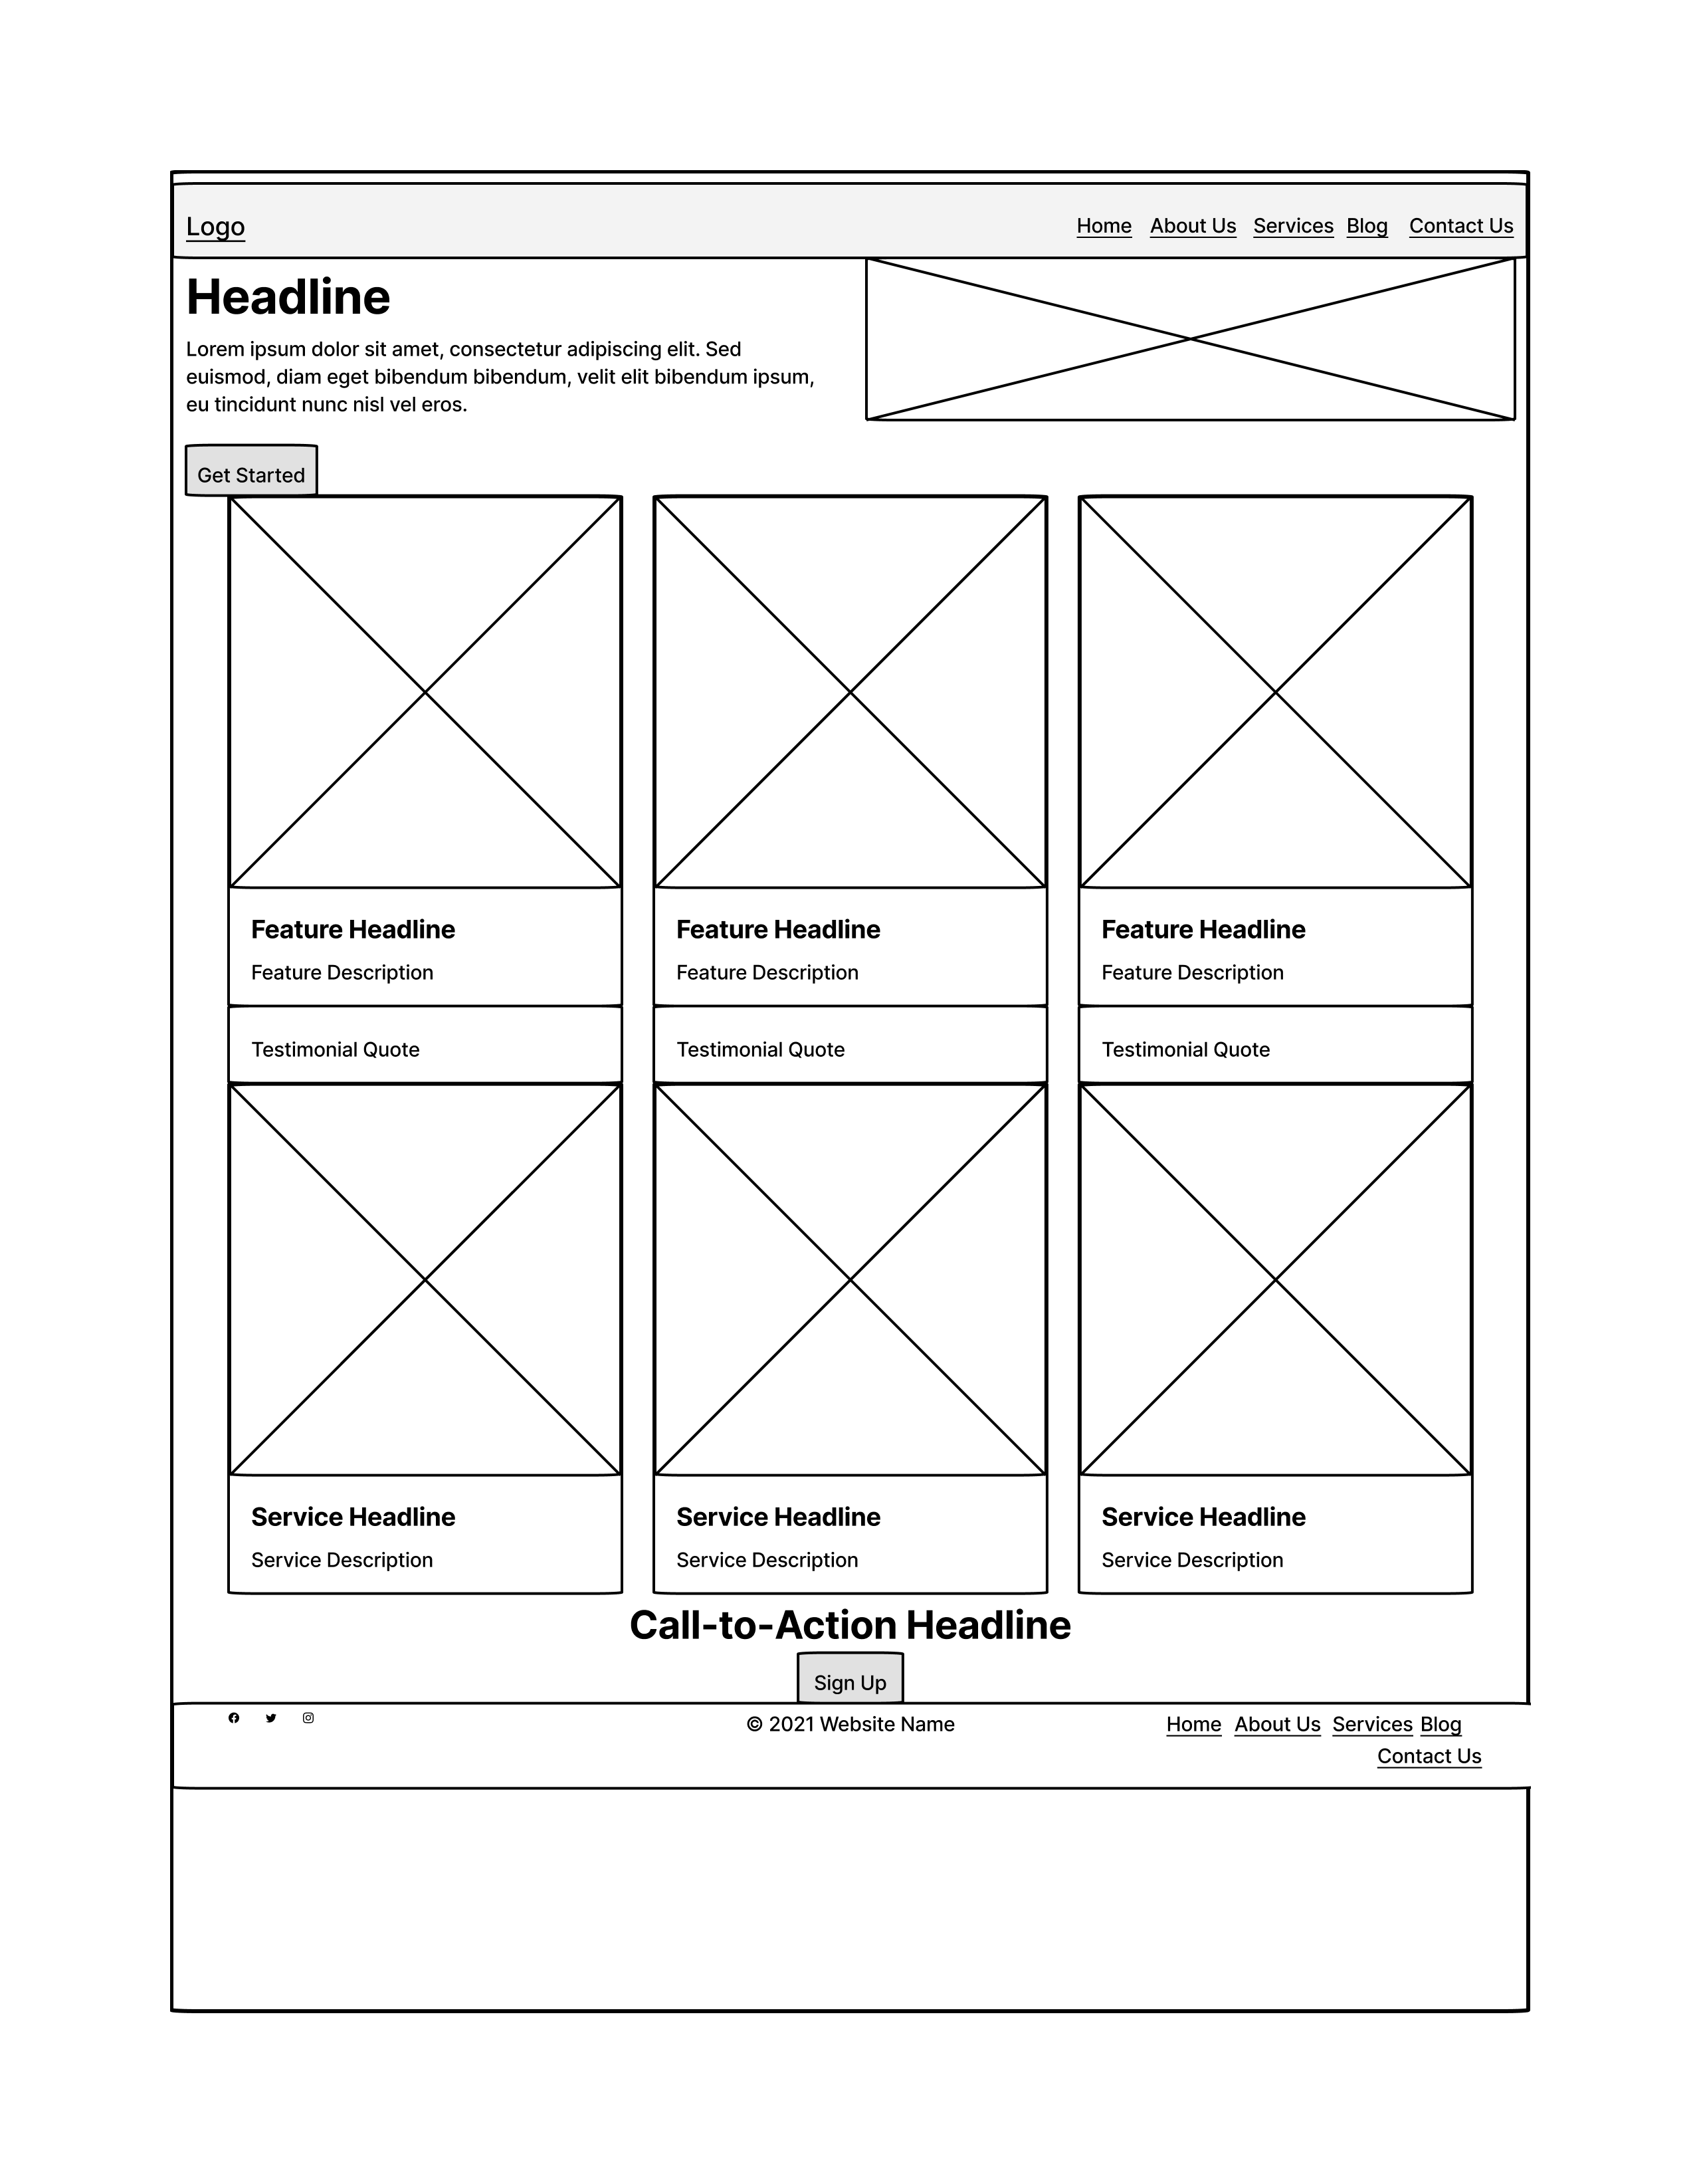 Logo
Home About Us Services Blog Contact Us
Headline
Lorem ipsum dolor sit amet, consectetur adipiscing elit. Sed
euismod, diam eget bibendum bibendum, velit elit bibendum ipsum,
eu tincidunt nunc nisl vel eros.
Get Started
Feature Headline Feature Headline Feature Headline
Feature Description Feature Description Feature Description
Testimonial Quote Testimonial Quote Testimonial Quote
Service Headline Service Headline Service Headline
Service Description Service Description Service Description
Call-to-Action Headline
Sign Up
© 2021 Website Name
Home About Us Services Blog
Contact Us